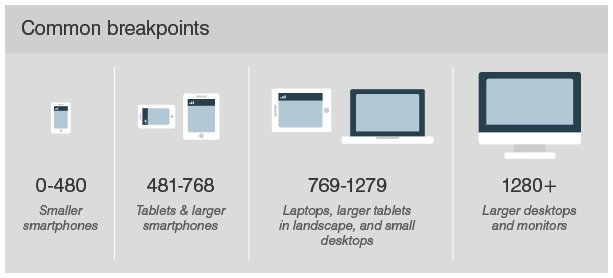 Common breakpoints
0-480
Smaller
smartphones
481-768
Tablets & larger
smartphones
769-1279
Laptops, larger tablets
in landscape, and small
desktops
1280+
Larger desktops
and monitors